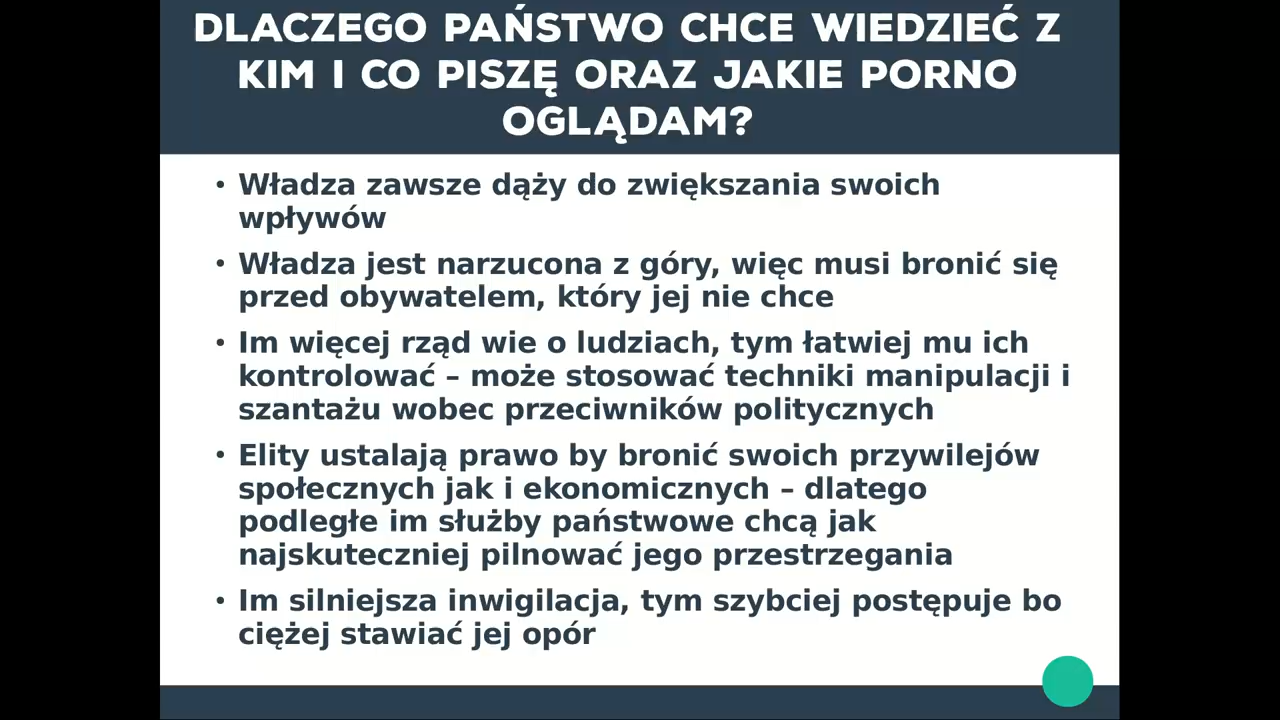 DLACZEGO PAŃSTWO CHCE WIEDZIEĆ Z
KIM I CO PISZĘ ORAZ JAKIE PORNO
OGLĄDAM?
• Władza zawsze dąży do zwiększania swoich
wpływów
• Władza jest narzucona z góry, więc musi bronić się
przed obywatelem, który jej nie chce
• Im więcej rząd wie o ludziach, tym łatwiej mu ich
kontrolować – może stosować techniki manipulacji i
szantażu wobec przeciwników politycznych
• Elity ustalają prawo by bronić swoich przywilejów
społecznych jak i ekonomicznych – dlatego
podległe im służby państwowe chcą jak
najskuteczniej pilnować jego przestrzegania
• Im silniejsza inwigilacja, tym szybciej postępuje bo
ciężej stawiać jej opór